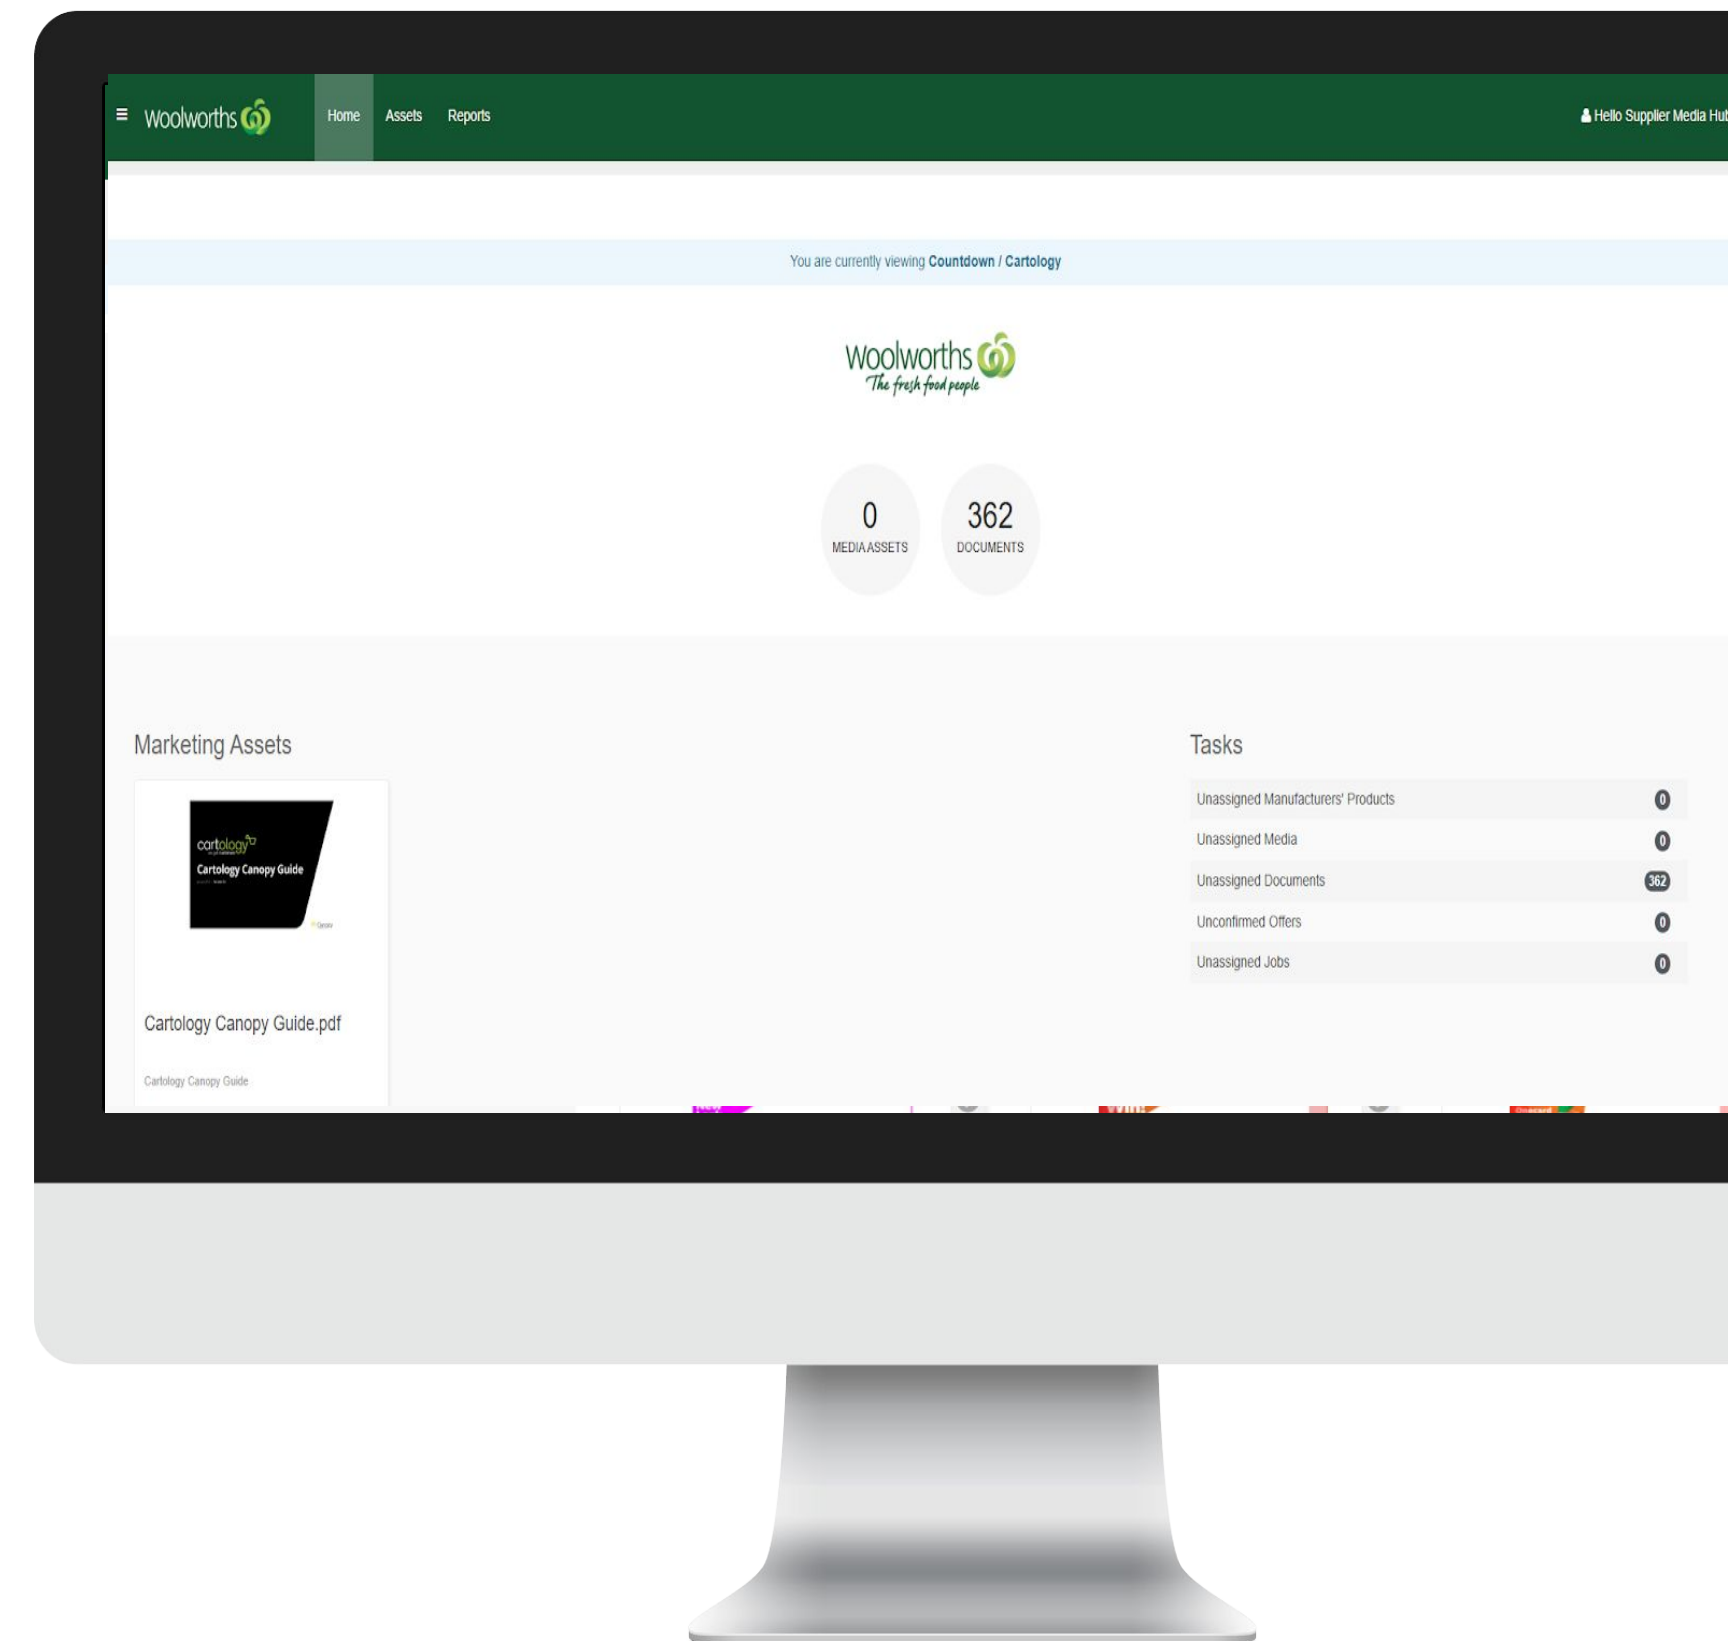 Woolworths Home Assets Reports Hello Supplier Media Hub
You are currently viewing Countdown / Cartology
Woolworths
The fresh food people
0 362
MEDIA ASSETS DOCUMENTS
Marketing Assets
cartology
Cartology Canopy Guide
Cartology Canopy Guide.pdf
Cartology Canopy Guide
Tasks
Unassigned Manufacturers' Products 0
Unassigned Media 0
Unassigned Documents 362
Unconfirmed Offers 0
Unassigned Jobs 0